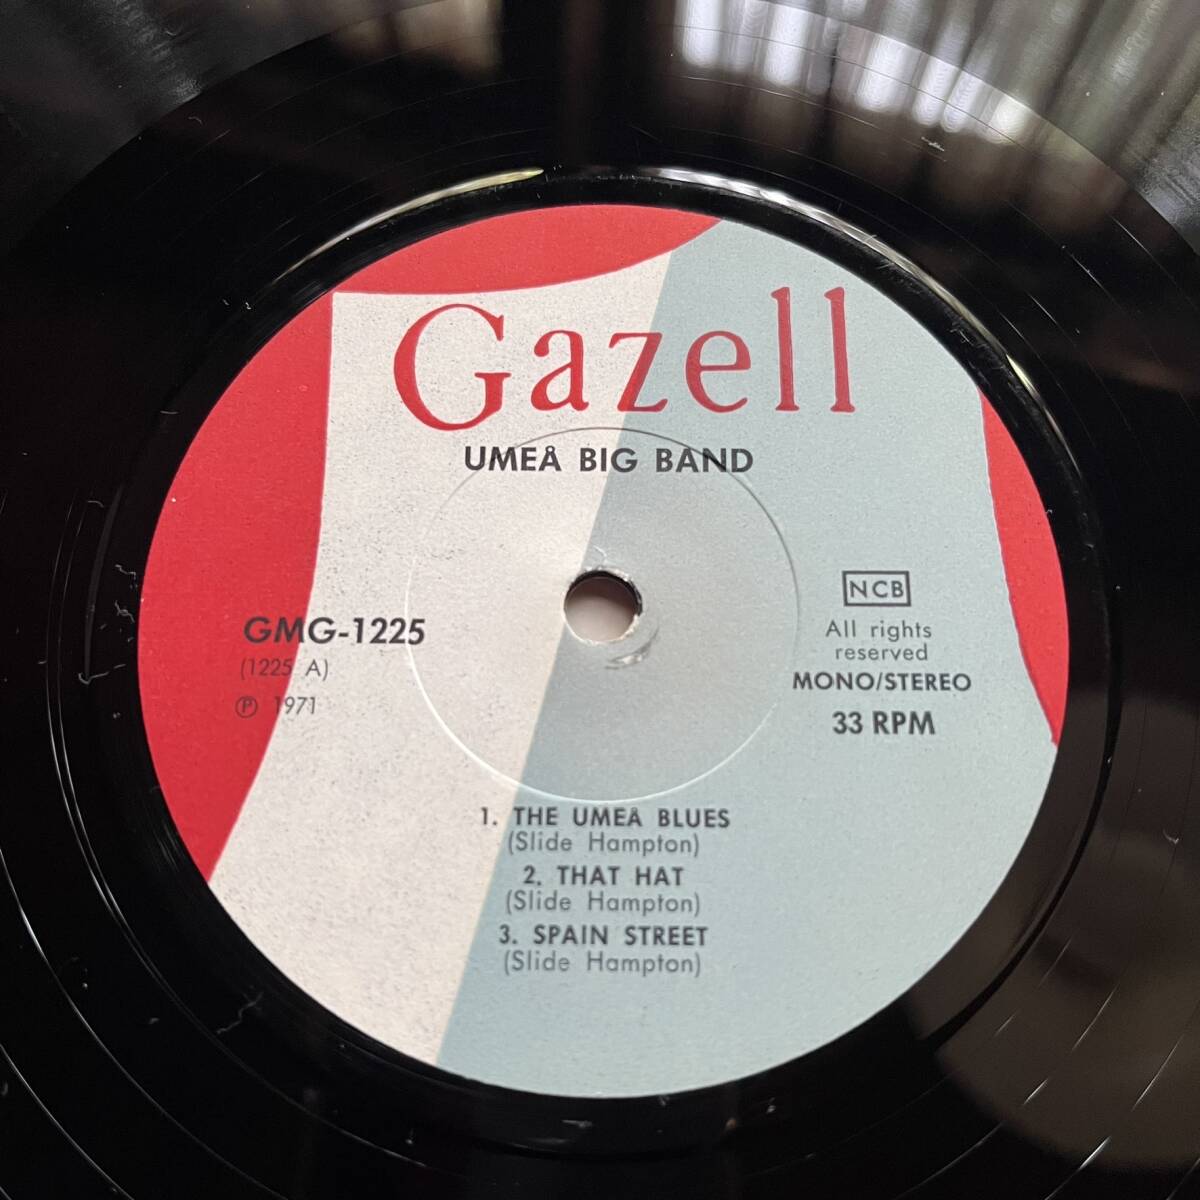 Gazell
UMEÅ BIG BAND
GMG-1225
(1225 A)
Ⓟ 1971
NCB
All rights
reserved
MONO/STEREO
33 RPM
1. THE UMEÅ BLUES
(Slide Hampton)
2. THAT HAT
(Slide Hampton)
3. SPAIN STREET
(Slide Hampton)